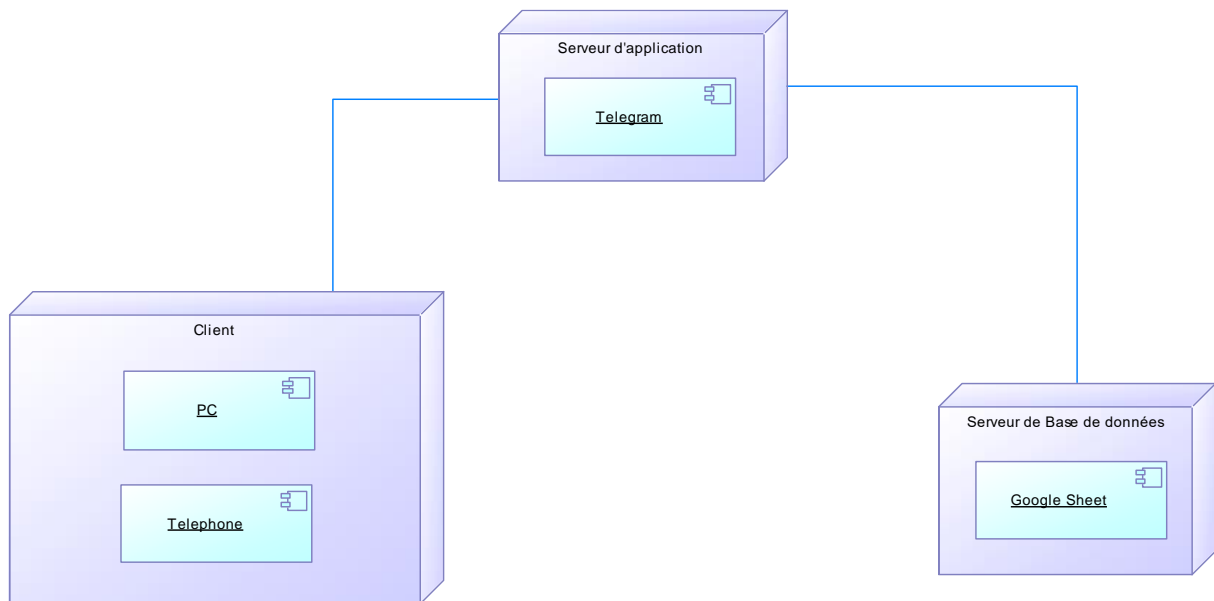 Serveur d'application
Telegram
Client
PC
Telephone
Serveur de Base de données
Google Sheet